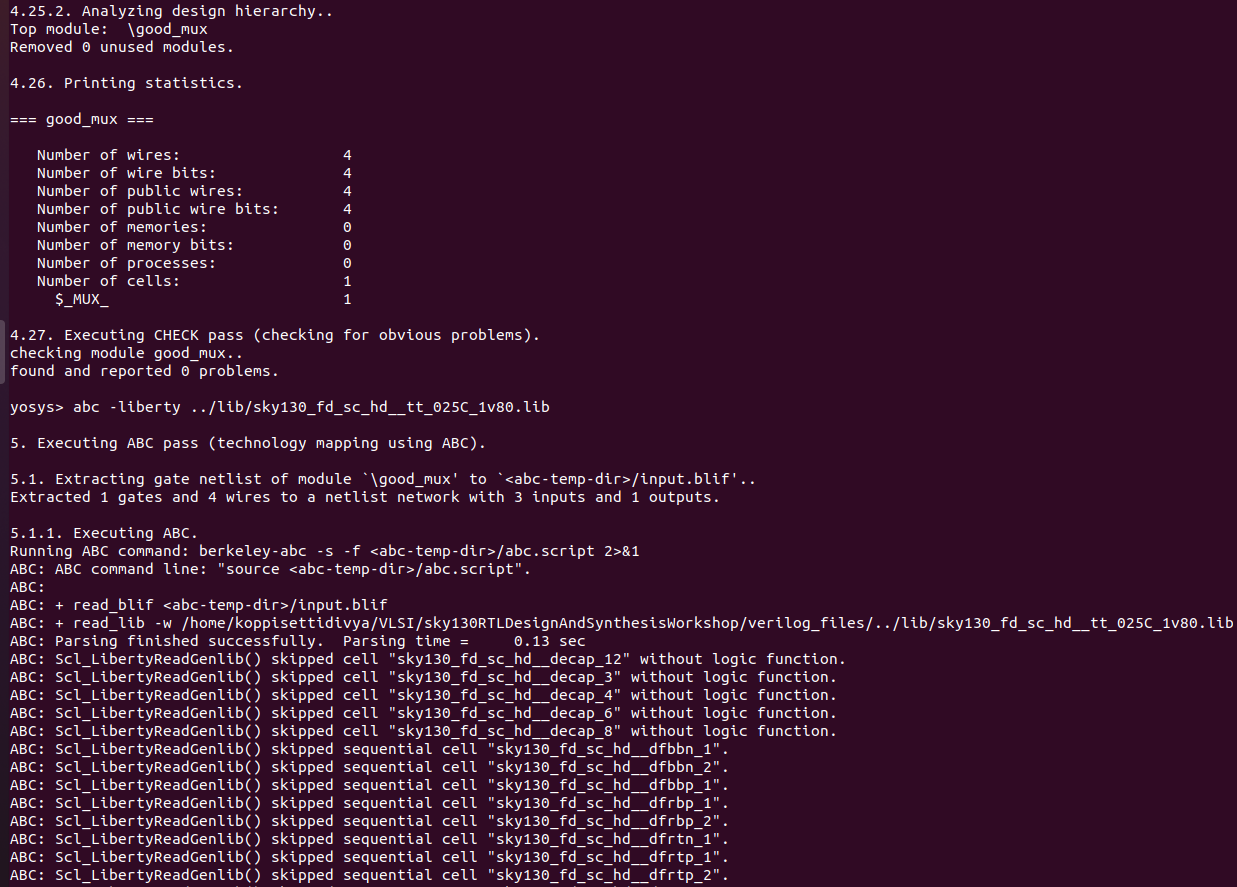 4.25.2. Analyzing design hierarchy..
Top module:  \good_mux
Removed 0 unused modules.
4.26. Printing statistics.
=== good_mux ===
Number of wires: 4
Number of wire bits: 4
Number of public wires: 4
Number of public wire bits: 4
Number of memories: 0
Number of memory bits: 0
Number of processes: 0
Number of cells: 1
$_MUX_ 1
4.27. Executing CHECK pass (checking for obvious problems).
checking module good_mux..
found and reported 0 problems.
yosys> abc -liberty ../lib/sky130_fd_sc_hd__tt_025C_1v80.lib
5. Executing ABC pass (technology mapping using ABC).
5.1. Extracting gate netlist of module `\good_mux' to `<abc-temp-dir>/input.blif'..
Extracted 1 gates and 4 wires to a netlist network with 3 inputs and 1 outputs.
5.1.1. Executing ABC.
Running ABC command: berkeley-abc -s -f <abc-temp-dir>/abc.script 2>&1
ABC: ABC command line: "source <abc-temp-dir>/abc.script".
ABC:
ABC: + read_blif <abc-temp-dir>/input.blif
ABC: + read_lib -w /home/koppisettidivya/VLSI/sky130RTLDesignAndSynthesisWorkshop/verilog_files/../lib/sky130_fd_sc_hd__tt_025C_1v80.lib
ABC: Parsing finished successfully.  Parsing time =     0.13 sec
ABC: Scl_LibertyReadGenlib() skipped cell "sky130_fd_sc_hd__decap_12" without logic function.
ABC: Scl_LibertyReadGenlib() skipped cell "sky130_fd_sc_hd__decap_3" without logic function.
ABC: Scl_LibertyReadGenlib() skipped cell "sky130_fd_sc_hd__decap_4" without logic function.
ABC: Scl_LibertyReadGenlib() skipped cell "sky130_fd_sc_hd__decap_6" without logic function.
ABC: Scl_LibertyReadGenlib() skipped cell "sky130_fd_sc_hd__decap_8" without logic function.
ABC: Scl_LibertyReadGenlib() skipped sequential cell "sky130_fd_sc_hd__dfbbn_1".
ABC: Scl_LibertyReadGenlib() skipped sequential cell "sky130_fd_sc_hd__dfbbn_2".
ABC: Scl_LibertyReadGenlib() skipped sequential cell "sky130_fd_sc_hd__dfbbp_1".
ABC: Scl_LibertyReadGenlib() skipped sequential cell "sky130_fd_sc_hd__dfrbp_1".
ABC: Scl_LibertyReadGenlib() skipped sequential cell "sky130_fd_sc_hd__dfrbp_2".
ABC: Scl_LibertyReadGenlib() skipped sequential cell "sky130_fd_sc_hd__dfrtn_1".
ABC: Scl_LibertyReadGenlib() skipped sequential cell "sky130_fd_sc_hd__dfrtp_1".
ABC: Scl_LibertyReadGenlib() skipped sequential cell "sky130_fd_sc_hd__dfrtp_2".